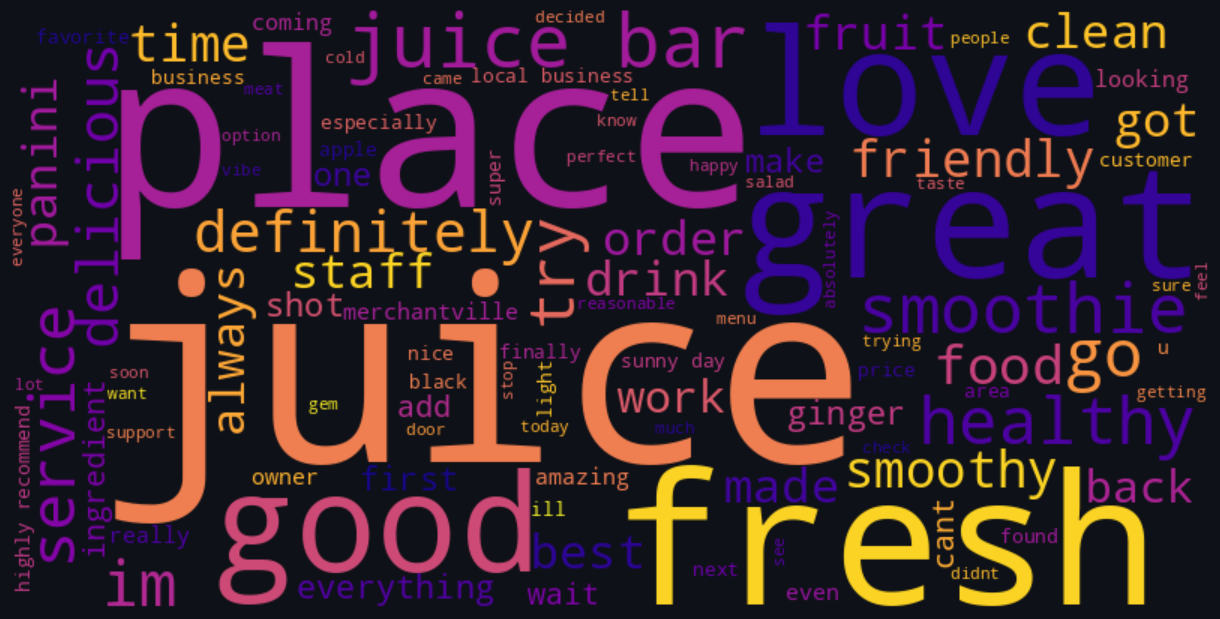 favorite
time
coming
juice bar
decided
fruit
people
clean
business
cold
came
local business
love
looking
delicious
meat
place
tell
got
panini
option
especially
know
apple
perfect
happy
make
friendly
customer
vibe
one
super
salad
taste
everyone
definitely
try
order
great
absolutely
staff
drink
sure
feel
always
shot
merchantville
reasonable
menu
smoothie
service
juice
nice
finally
sunny day
trying
food
go
u
lot
soon
want
black
stop
light
work
price
area
getting
ingredient
gem
add
ginger
healthy
support
door
today
much
check
highly recommend
owner
first
amazing
made
smoothy
back
good
ill
fresh
cant
really
best
see
found
im
everything
wait
next
even
didnt